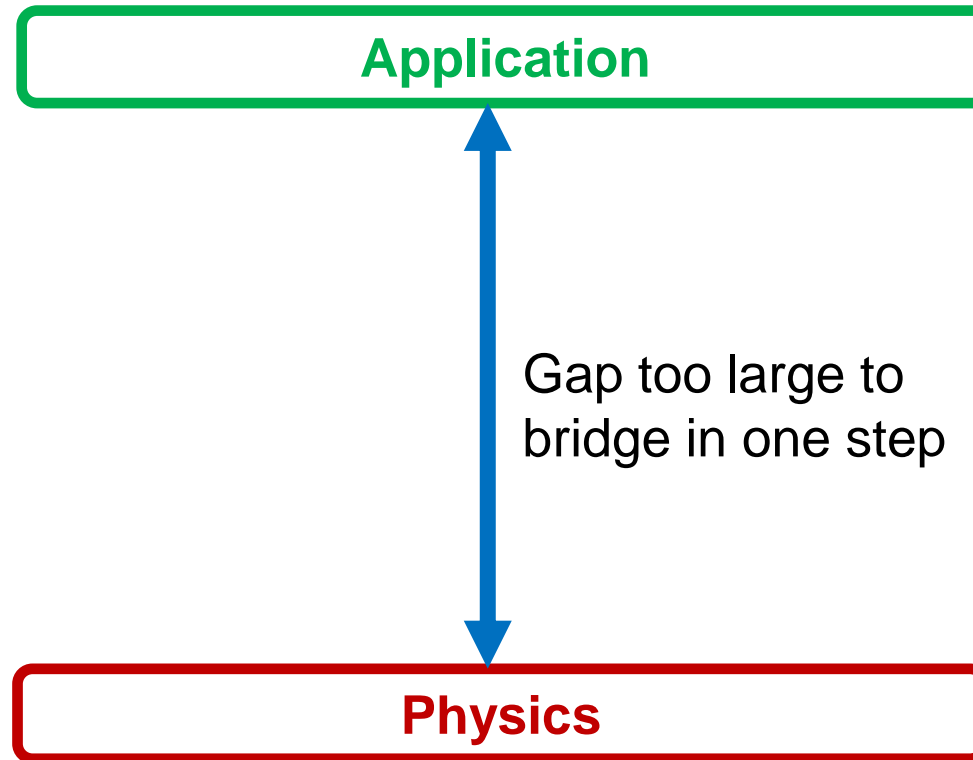 Application
Gap too large to
bridge in one step
Physics